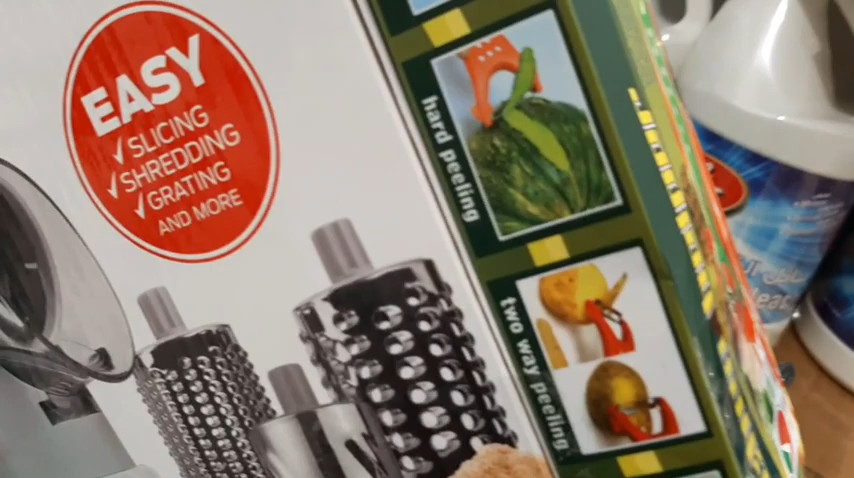 EASY
✓SLICING
✓SHREDDING
✓GRATING
AND MORE
hard peeling
two way peeling